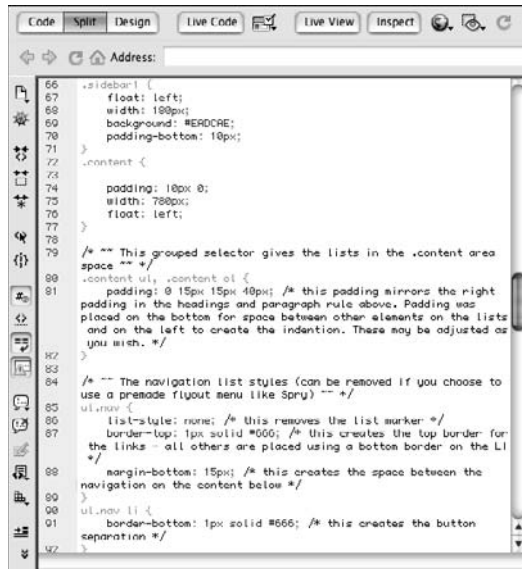 Code Split Design Live Code Live View Inspect
Address:
66 .sidebar1 {
67 float: left;
68 width: 180px;
69 background: #EADCAE;
70 padding-bottom: 10px;
71 }
72 .content {
73
74 padding: 10px 0;
75 width: 780px;
76 float: left;
77 }
78
79 /* ~~ This grouped selector gives the lists in the .content area
space ~~ */
80 .content ul, .content ol {
81 padding: 0 15px 15px 40px; /* this padding mirrors the right
padding in the headings and paragraph rule above. Padding was
placed on the bottom for space between other elements on the lists
and on the left to create the indention. These may be adjusted as
you wish. */
82 }
83
84 /* ~~ The navigation list styles (can be removed if you choose to
use a premade flyout menu like Spry) ~~ */
85 ul.nav {
86 list-style: none; /* this removes the list marker */
87 border-top: 1px solid #666; /* this creates the top border for
the links - all others are placed using a bottom border on the LI
*/
88 margin-bottom: 15px; /* this creates the space between the
navigation on the content below */
89 }
90 ul.nav li {
91 border-bottom: 1px solid #666; /* this creates the button
separation */
92 }